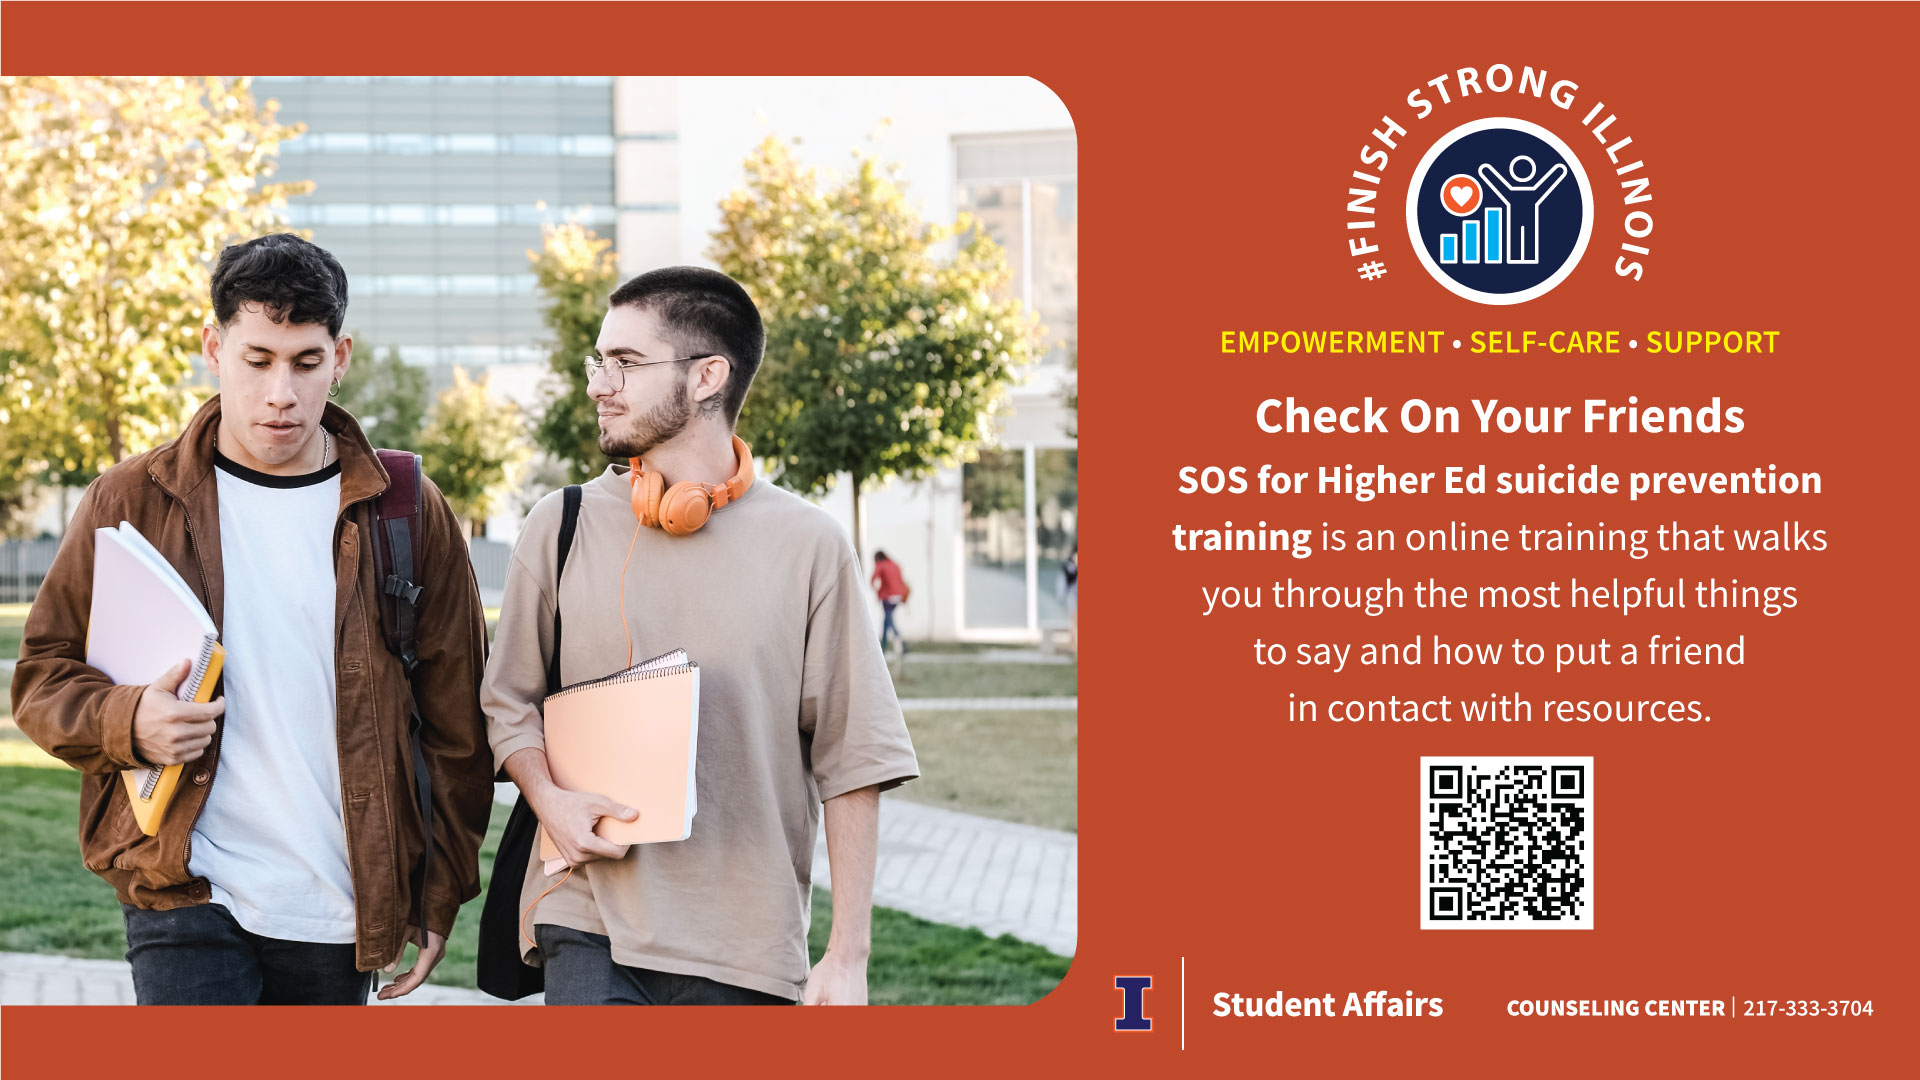 #FINISH STRONG ILLINOIS
EMPOWERMENT • SELF-CARE • SUPPORT
Check On Your Friends
SOS for Higher Ed suicide prevention
training is an online training that walks
you through the most helpful things
to say and how to put a friend
in contact with resources.
I
Student Affairs
COUNSELING CENTER | 217-333-3704